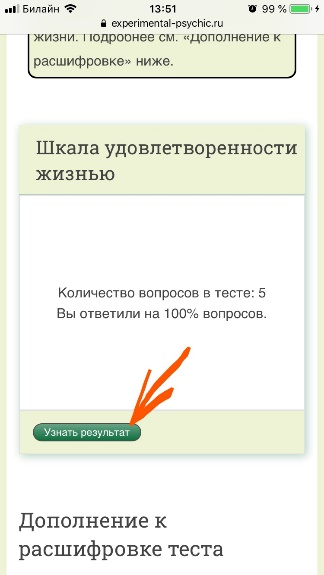 Билайн 13:51 99 %
experimental-psychic.ru
жизни. Подробнее см. «Дополнение к
расшифровке» ниже.
Шкала удовлетворенности
жизнью
Количество вопросов в тесте: 5
Вы ответили на 100% вопросов.
Узнать результат
Дополнение к
расшифровке теста